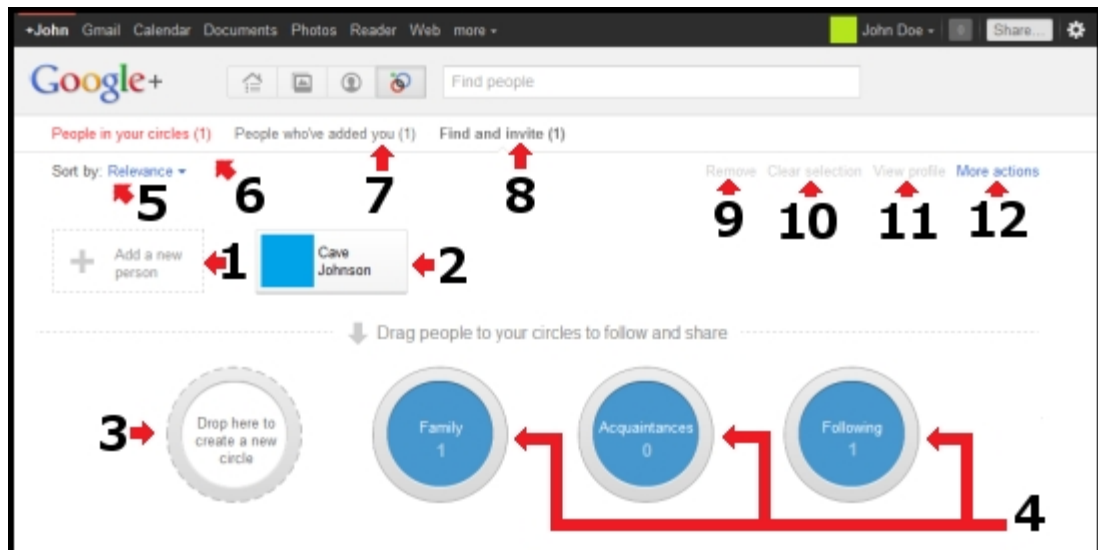 +John Gmail Calendar Documents Photos Reader Web more John Doe 0 Share...
Google+ Find people
People in your circles (1) People who've added you (1) Find and invite (1)
Sort by: Relevance Remove Clear selection View profile More actions
5 6 7 8 9 10 11 12
Add a new
person
1
Cave
Johnson
2
Drag people to your circles to follow and share
3
Drop here to
create a new
circle
Family
1
Acquaintances
0
Following
1
4